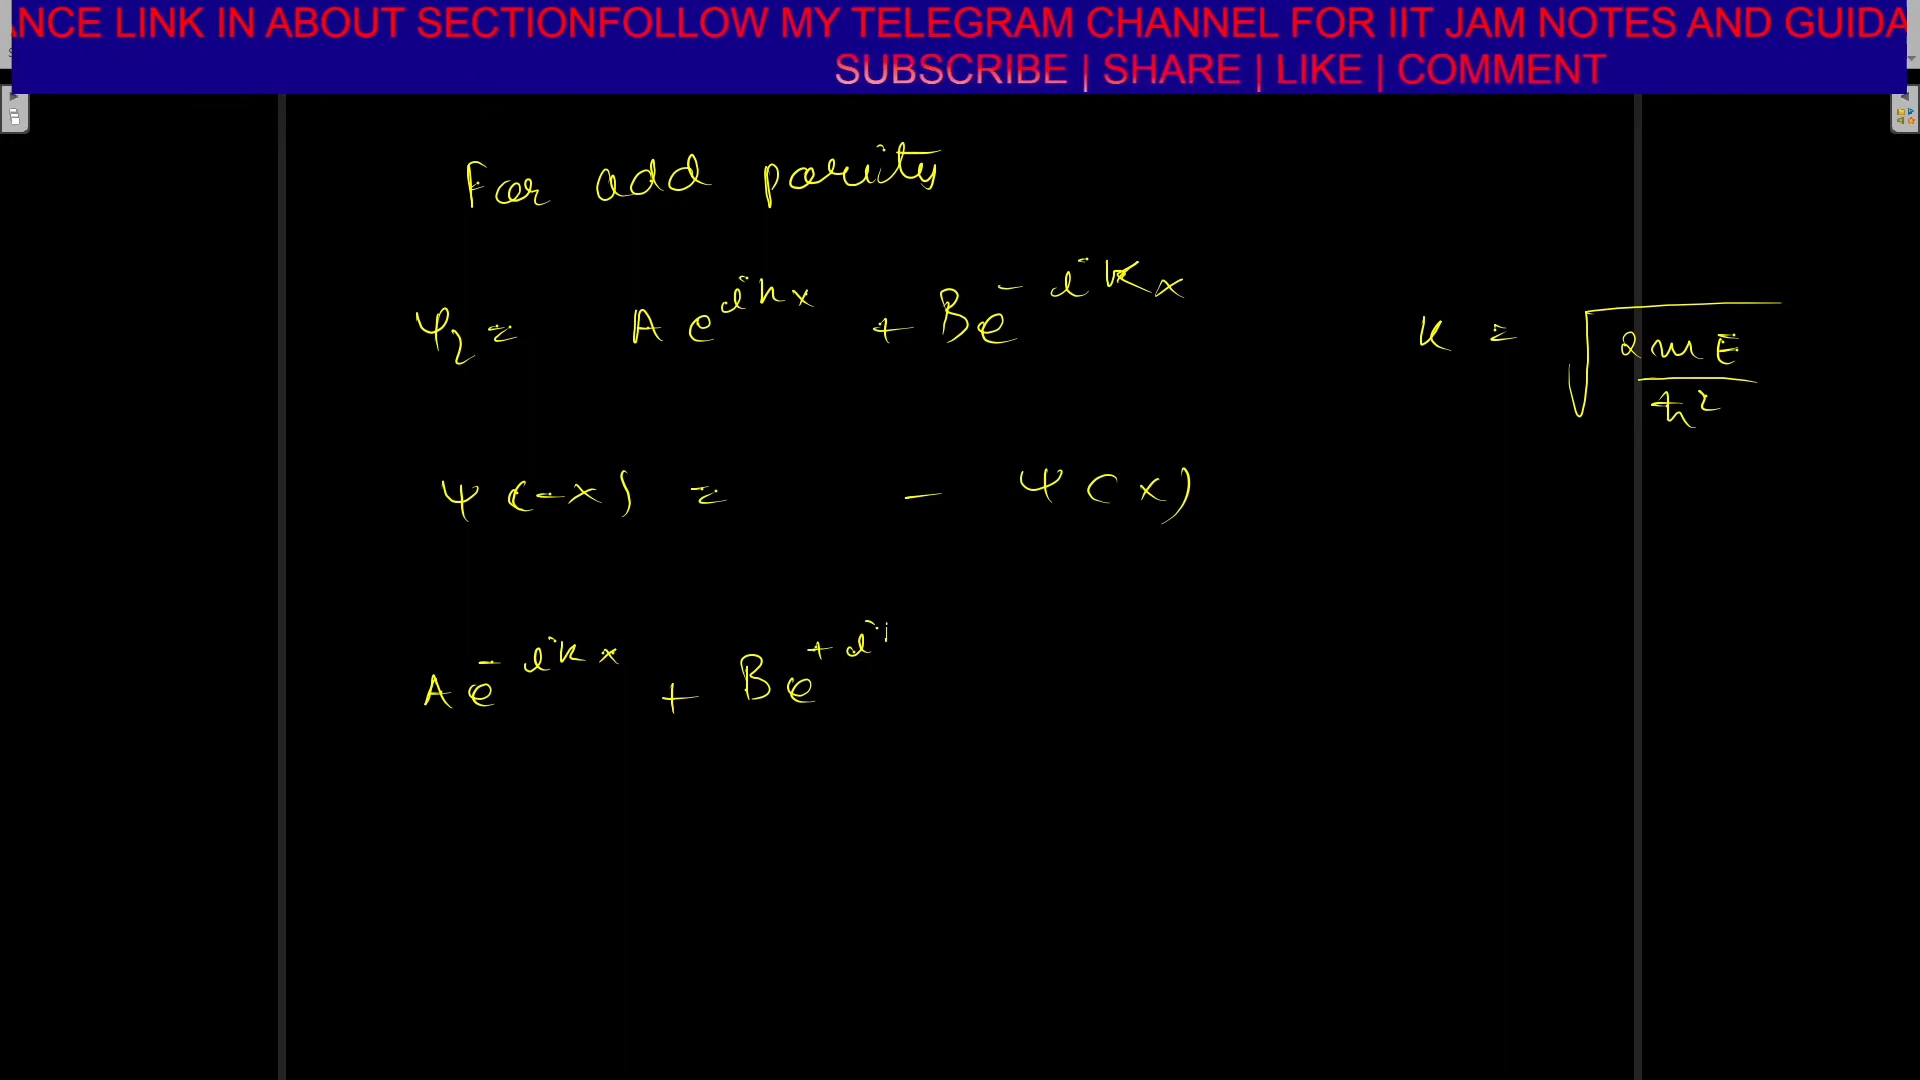 ANCE LINK IN ABOUT SECTIONFOLLOW MY TELEGRAM CHANNEL FOR IIT JAM NOTES AND GUIDA
SUBSCRIBE | SHARE | LIKE | COMMENT
For odd parity
ψ₂ = A e^{ikx} + B e^{-ikx}
k = √(2mE/ħ²)
ψ(-x) = - ψ(x)
A e^{-ikx} + B e^{+i